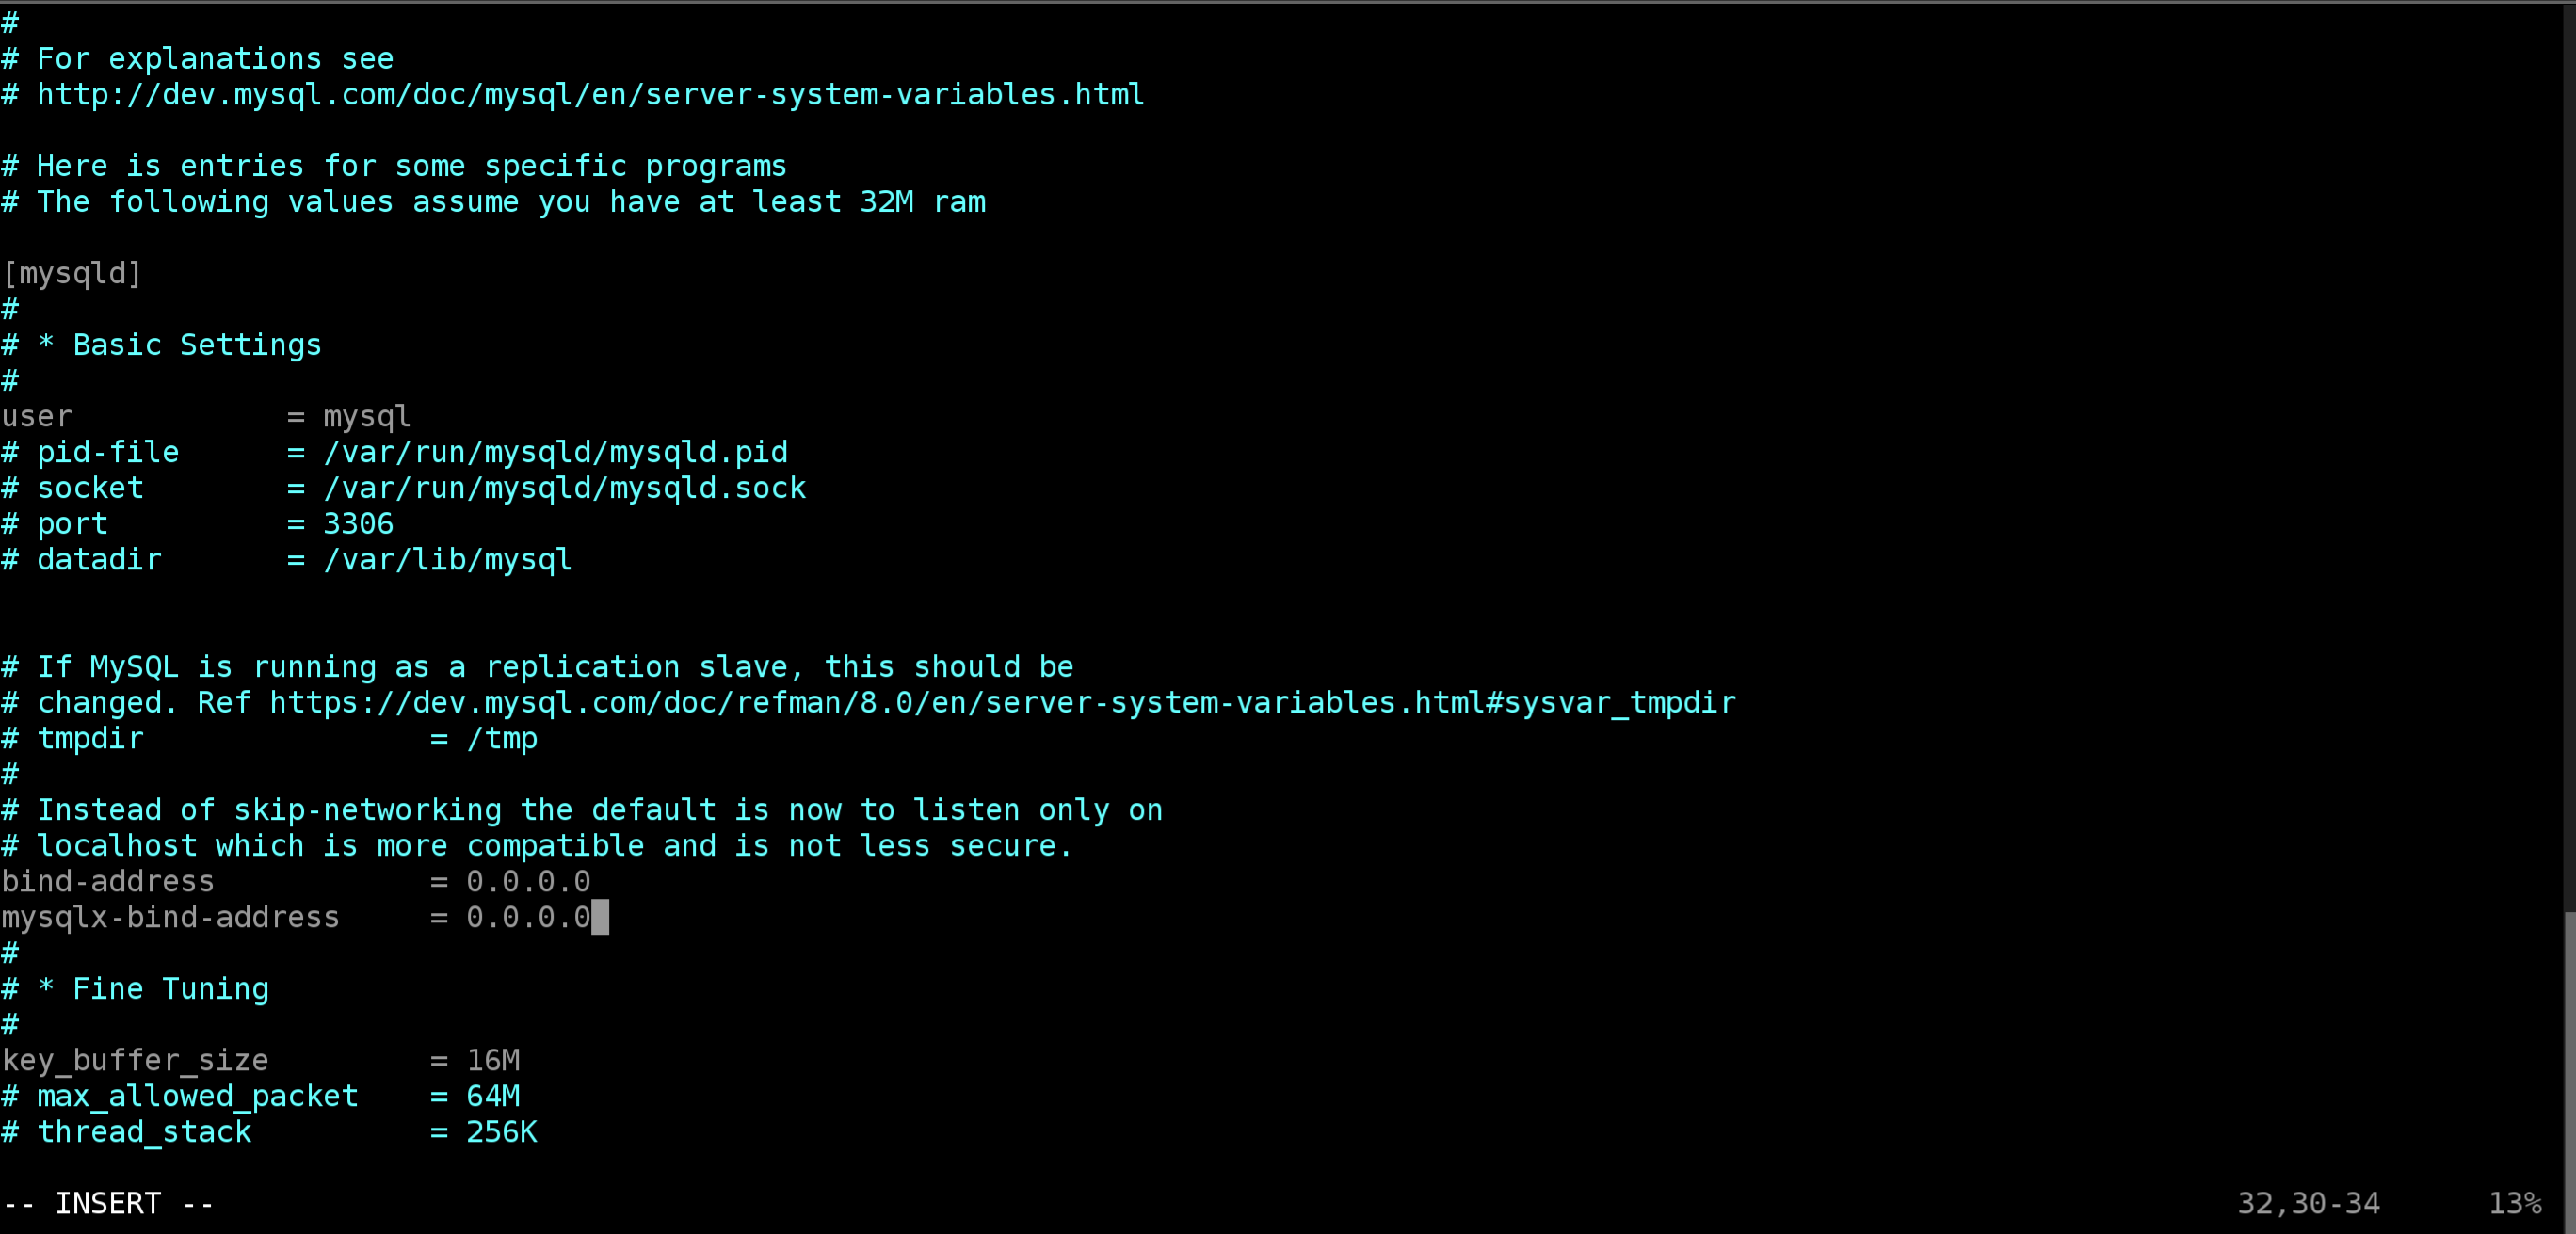 #
# For explanations see
# http://dev.mysql.com/doc/mysql/en/server-system-variables.html

# Here is entries for some specific programs
# The following values assume you have at least 32M ram

[mysqld]
#
# * Basic Settings
#
user            = mysql
# pid-file      = /var/run/mysqld/mysqld.pid
# socket        = /var/run/mysqld/mysqld.sock
# port          = 3306
# datadir       = /var/lib/mysql


# If MySQL is running as a replication slave, this should be
# changed. Ref https://dev.mysql.com/doc/refman/8.0/en/server-system-variables.html#sysvar_tmpdir
# tmpdir                = /tmp
#
# Instead of skip-networking the default is now to listen only on
# localhost which is more compatible and is not less secure.
bind-address            = 0.0.0.0
mysqlx-bind-address     = 0.0.0.0
#
# * Fine Tuning
#
key_buffer_size         = 16M
# max_allowed_packet    = 64M
# thread_stack          = 256K

-- INSERT --                                                                                                                 32,30-34      13%